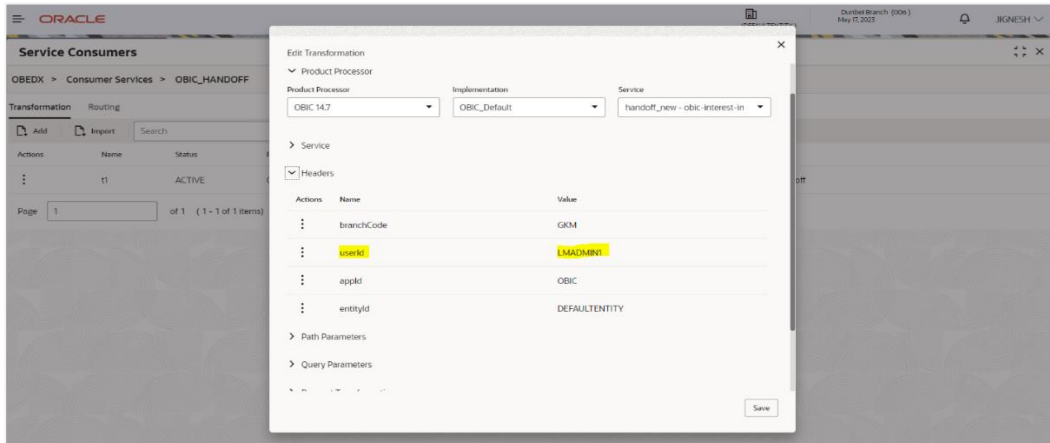 ORACLE
Dunbei Branch (006)
May 17, 2023
JIGNESH
Service Consumers
OBEDX > Consumer Services > OBIC_HANDOFF
Transformation Routing
Add Import Search
Actions Name Status
t1 ACTIVE
Page 1 of 1 (1 - 1 of 1 items)
Edit Transformation
Product Processor
Product Processor Implementation Service
OBIC 14.7 OBIC_Default handoff_new - obic-interest-in
Service
Headers
Actions Name Value
branchCode GKM
userId LMADMIN1
appId OBIC
entityId DEFAULTENTITY
Path Parameters
Query Parameters
Save